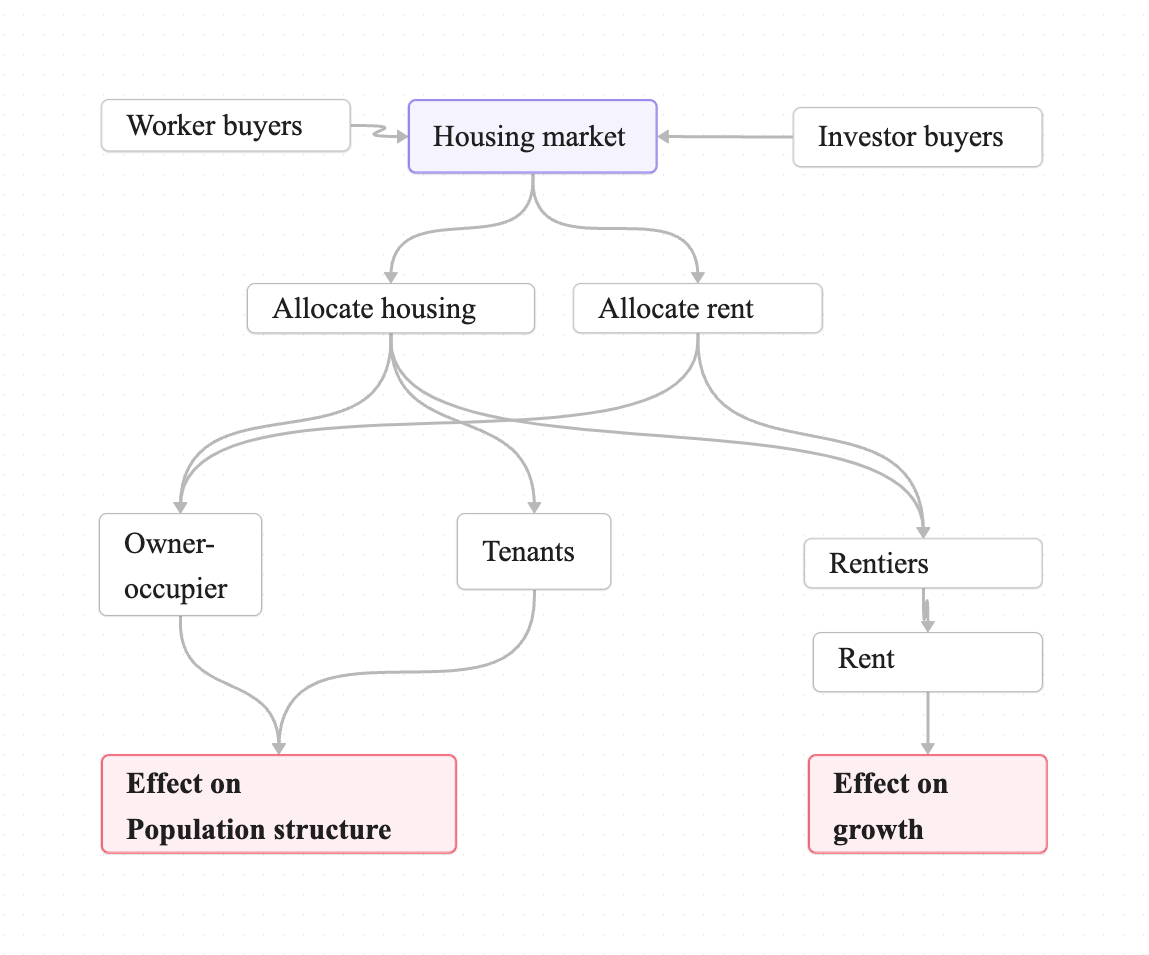 Worker buyers
Housing market
Investor buyers
Allocate housing
Allocate rent
Owner-
occupier
Tenants
Rentiers
Rent
Effect on
Population structure
Effect on
growth